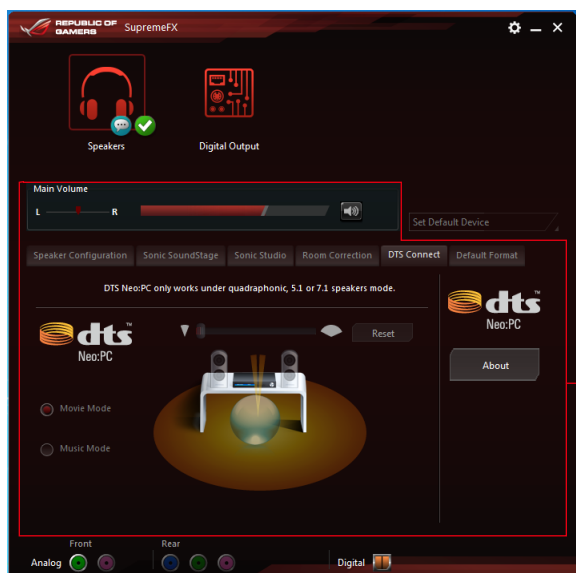 REPUBLIC OF
GAMERS
SupremeFX
Speakers
Digital Output
Main Volume
L R
Set Default Device
Speaker Configuration Sonic SoundStage Sonic Studio Room Correction DTS Connect Default Format
DTS Neo:PC only works under quadraphonic, 5.1 or 7.1 speakers mode.
dts™
Neo:PC
Reset
dts™
Neo:PC
About
Movie Mode
Music Mode
Front Rear
Analog Digital